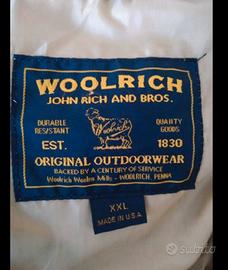 WOOLRICH
JOHN RICH AND BROS.
DURABLE RESISTANT
QUALITY GOODS
Woolrich
EST. 1830
ORIGINAL OUTDOORWEAR
BACKED BY A CENTURY OF SERVICE
Woolrich Woolen Mills - WOOLRICH, PENNA
XXL
MADE IN U.S.A.
subito